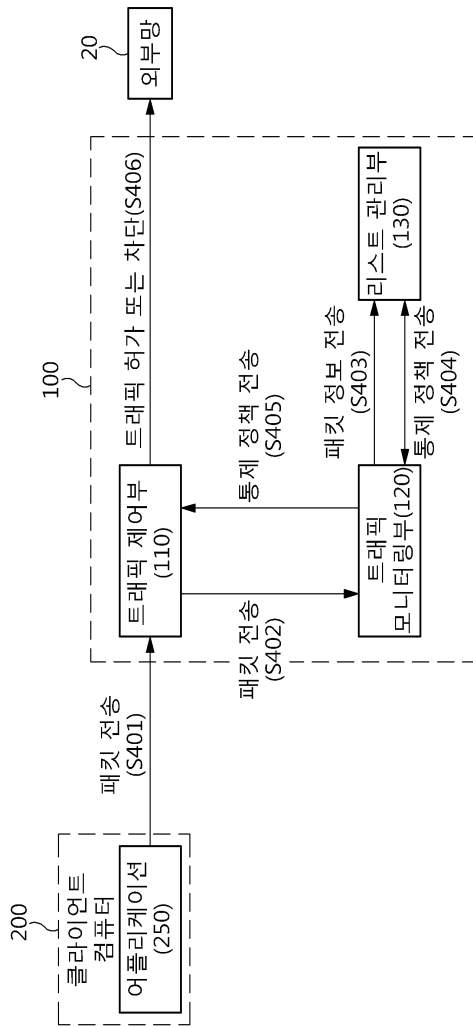 200
클라이언트
컴퓨터
어플리케이션
(250)
패킷 전송
(S401)
100
트래픽 제어부
(110)
패킷 전송
(S402)
통제 정책 전송
(S405)
트래픽
모니터링부(120)
패킷 정보 전송
(S403)
통제 정책 전송
(S404)
리스트 관리부
(130)
트래픽 허가 또는 차단(S406)
20
외부망